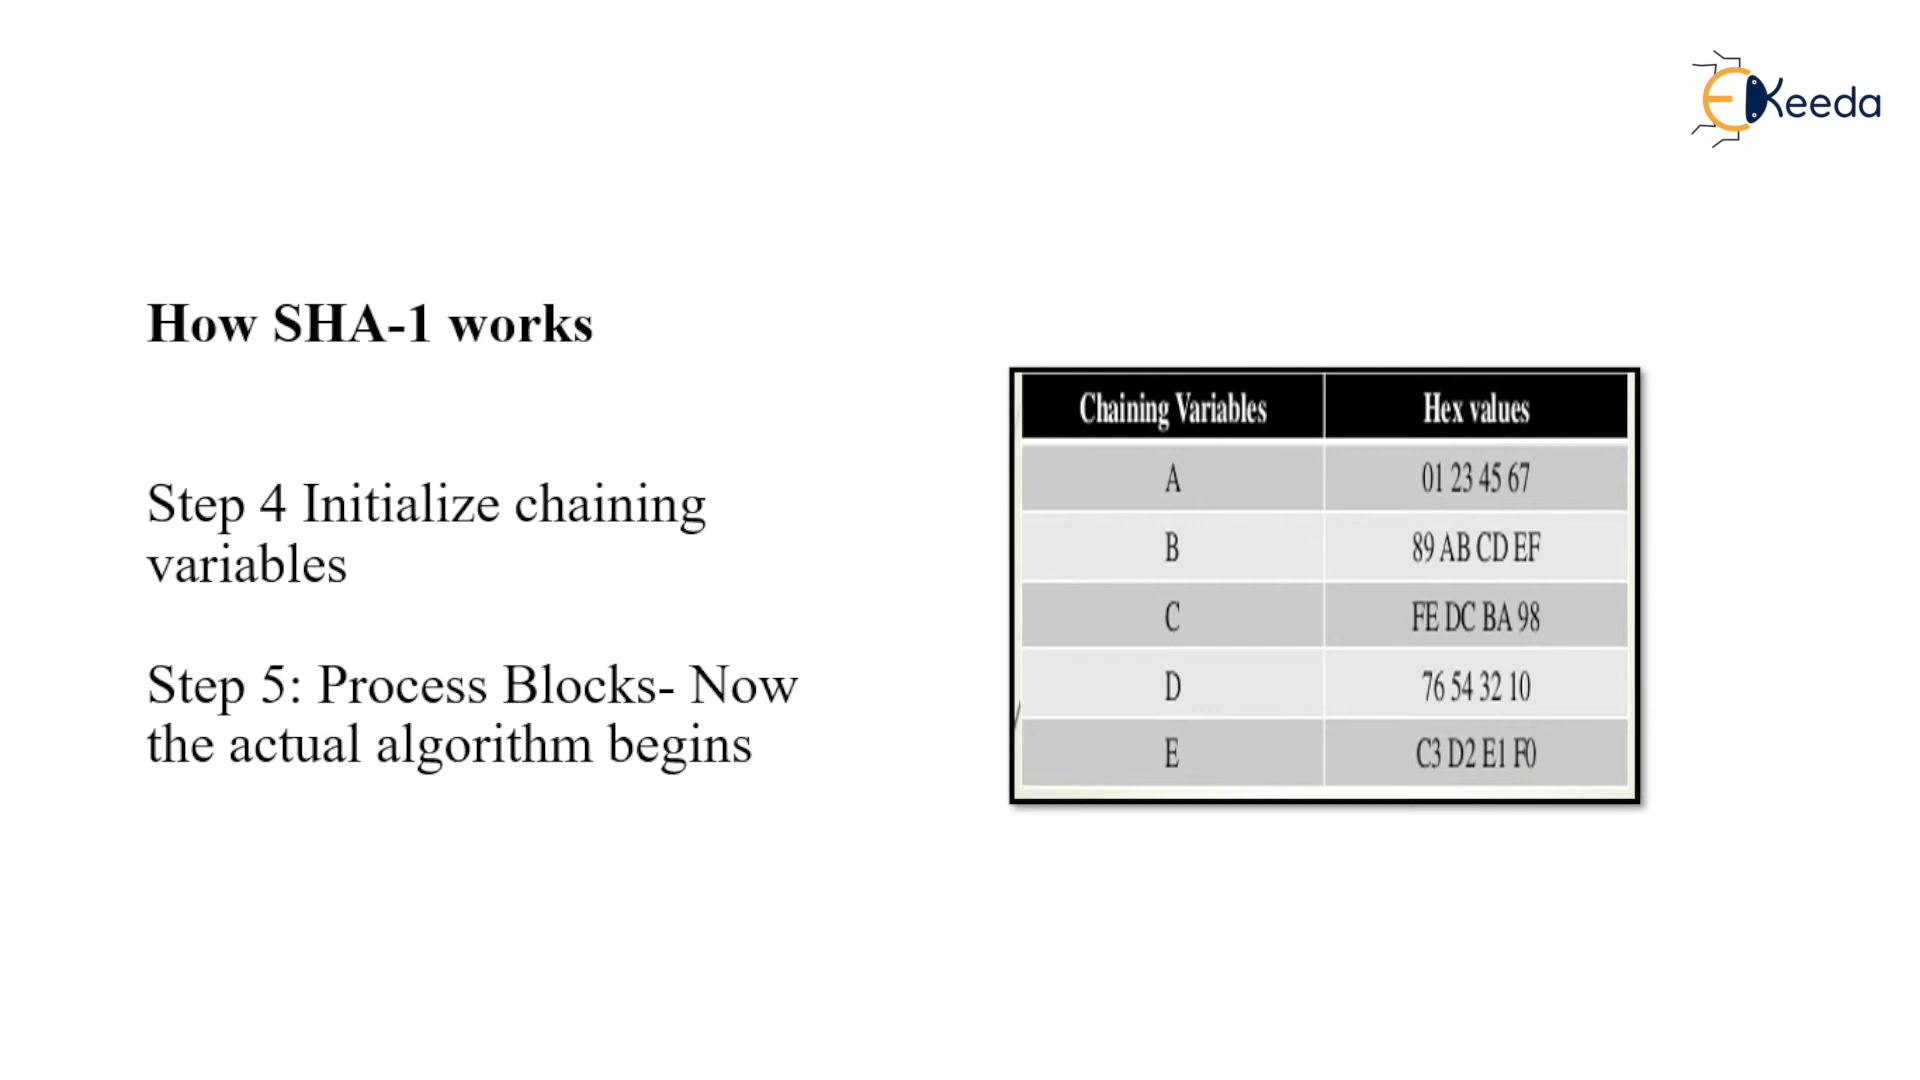 EKeeda
How SHA-1 works
Step 4 Initialize chaining
variables
Step 5: Process Blocks- Now
the actual algorithm begins
Chaining Variables Hex values
A 01 23 45 67
B 89 AB CD EF
C FE DC BA 98
D 76 54 32 10
E C3 D2 E1 F0